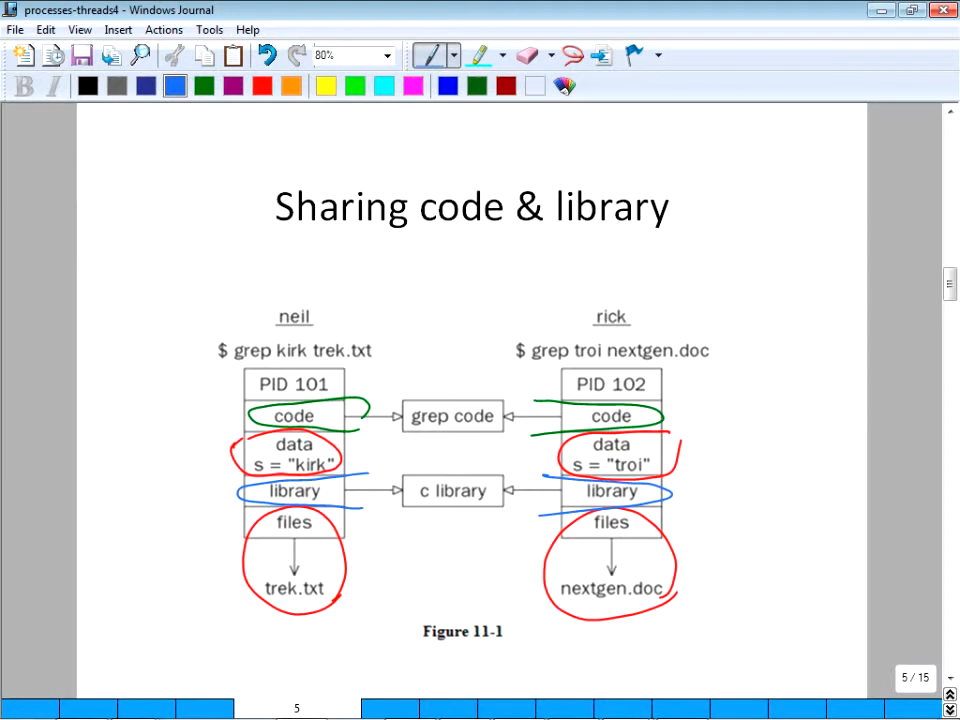 processes-threads4 - Windows Journal
File Edit View Insert Actions Tools Help
80%
B I
Sharing code & library
neil
rick
$ grep kirk trek.txt
$ grep troi nextgen.doc
PID 101
PID 102
code
grep code
code
data
s = "kirk"
data
s = "troi"
library
c library
library
files
files
trek.txt
nextgen.doc
Figure 11-1
5 / 15
5